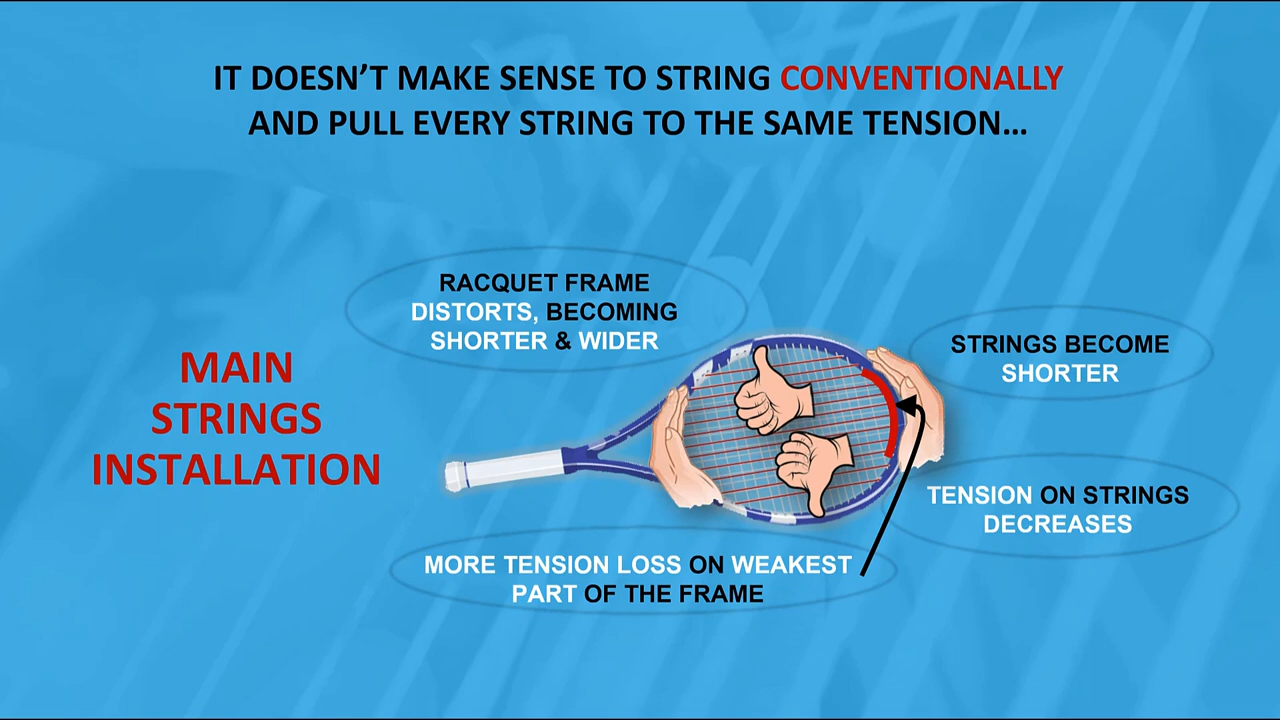 IT DOESN’T MAKE SENSE TO STRING CONVENTIONALLY
AND PULL EVERY STRING TO THE SAME TENSION…
RACQUET FRAME
DISTORTS, BECOMING
SHORTER & WIDER
MAIN
STRINGS
INSTALLATION
STRINGS BECOME
SHORTER
TENSION ON STRINGS
DECREASES
MORE TENSION LOSS ON WEAKEST
PART OF THE FRAME